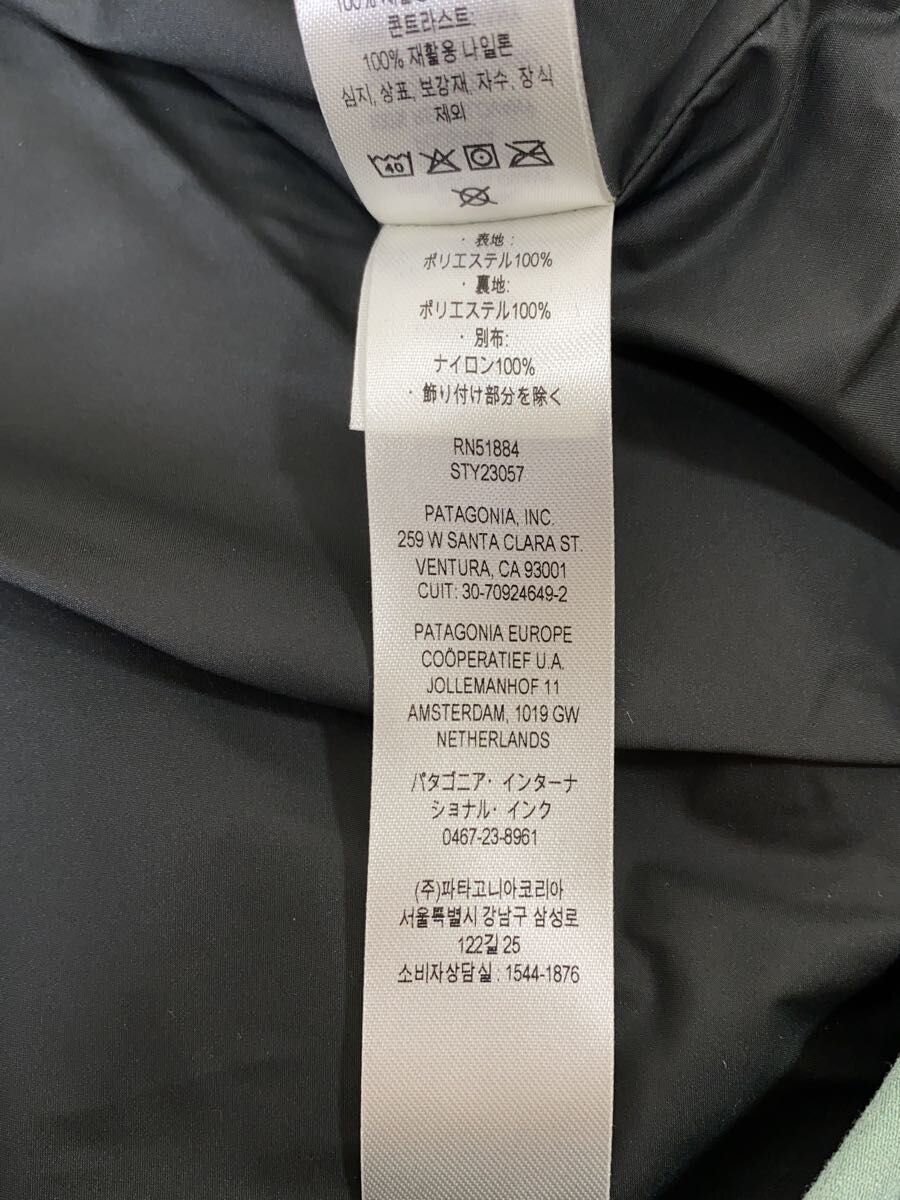 100% 재활용
콘트라스트
100% 재활용 나일론
심지, 상표, 보강재, 자수, 장식
제외
40
・表地:
ポリエステル100%
・裏地:
ポリエステル100%
・別布:
ナイロン100%
・飾り付け部分を除く
RN51884
STY23057
PATAGONIA, INC.
259 W SANTA CLARA ST.
VENTURA, CA 93001
CUIT: 30-70924649-2
PATAGONIA EUROPE
COÖPERATIEF U.A.
JOLLEMANHOF 11
AMSTERDAM, 1019 GW
NETHERLANDS
パタゴニア・インターナ
ショナル・インク
0467-23-8961
(주)파타고니아코리아
서울특별시 강남구 삼성로
122길 25
소비자상담실 : 1544-1876